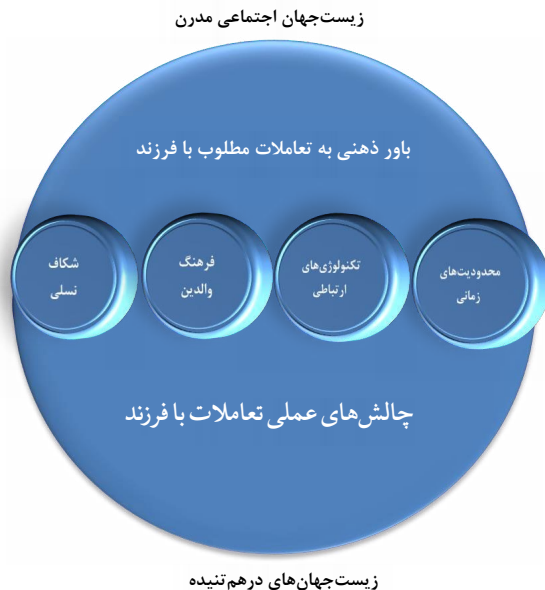 زیست‌جهان اجتماعی مدرن
باور ذهنی به تعاملات مطلوب با فرزند
محدودیت‌های
زمانی
تکنولوژی‌های
ارتباطی
فرهنگ
والدین
شکاف
نسلی
چالش‌های عملی تعاملات با فرزند
زیست‌جهان‌های درهم‌تنیده